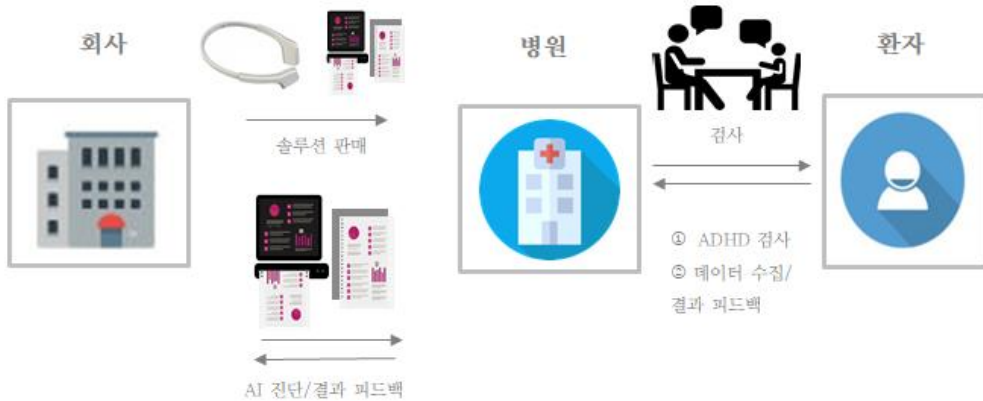 회사
병원
환자
솔루션 판매
검사
① ADHD 검사
② 데이터 수집/
결과 피드백
AI 진단/결과 피드백